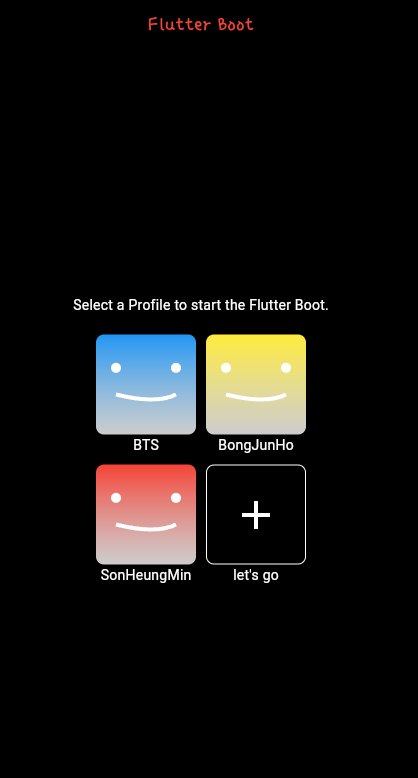 Flutter Boot
Select a Profile to start the Flutter Boot.
BTS
BongJunHo
SonHeungMin
let's go